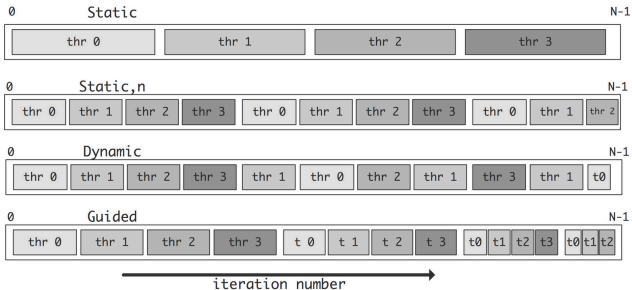 0 Static N-1
thr 0 thr 1 thr 2 thr 3
0 Static,n N-1
thr 0 thr 1 thr 2 thr 3 thr 0 thr 1 thr 2 thr 3 thr 0 thr 1 thr 2
0 Dynamic N-1
thr 0 thr 1 thr 2 thr 3 thr 1 thr 0 thr 2 thr 1 thr 3 thr 1 t0
0 Guided N-1
thr 0 thr 1 thr 2 thr 3 t 0 t 1 t 2 t 3 t0 t1 t2 t3 t0 t1 t2
iteration number